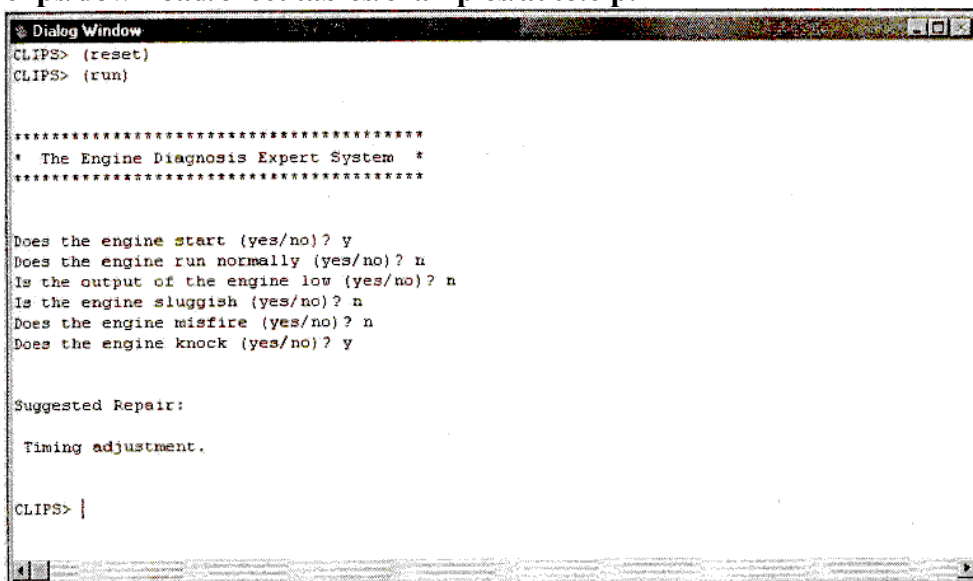 Dialog Window
CLIPS> (reset)
CLIPS> (run)
****************************************
* The Engine Diagnosis Expert System *
****************************************
Does the engine start (yes/no)? y
Does the engine run normally (yes/no)? n
Is the output of the engine low (yes/no)? n
Is the engine sluggish (yes/no)? n
Does the engine misfire (yes/no)? n
Does the engine knock (yes/no)? y
Suggested Repair:
Timing adjustment.
CLIPS>